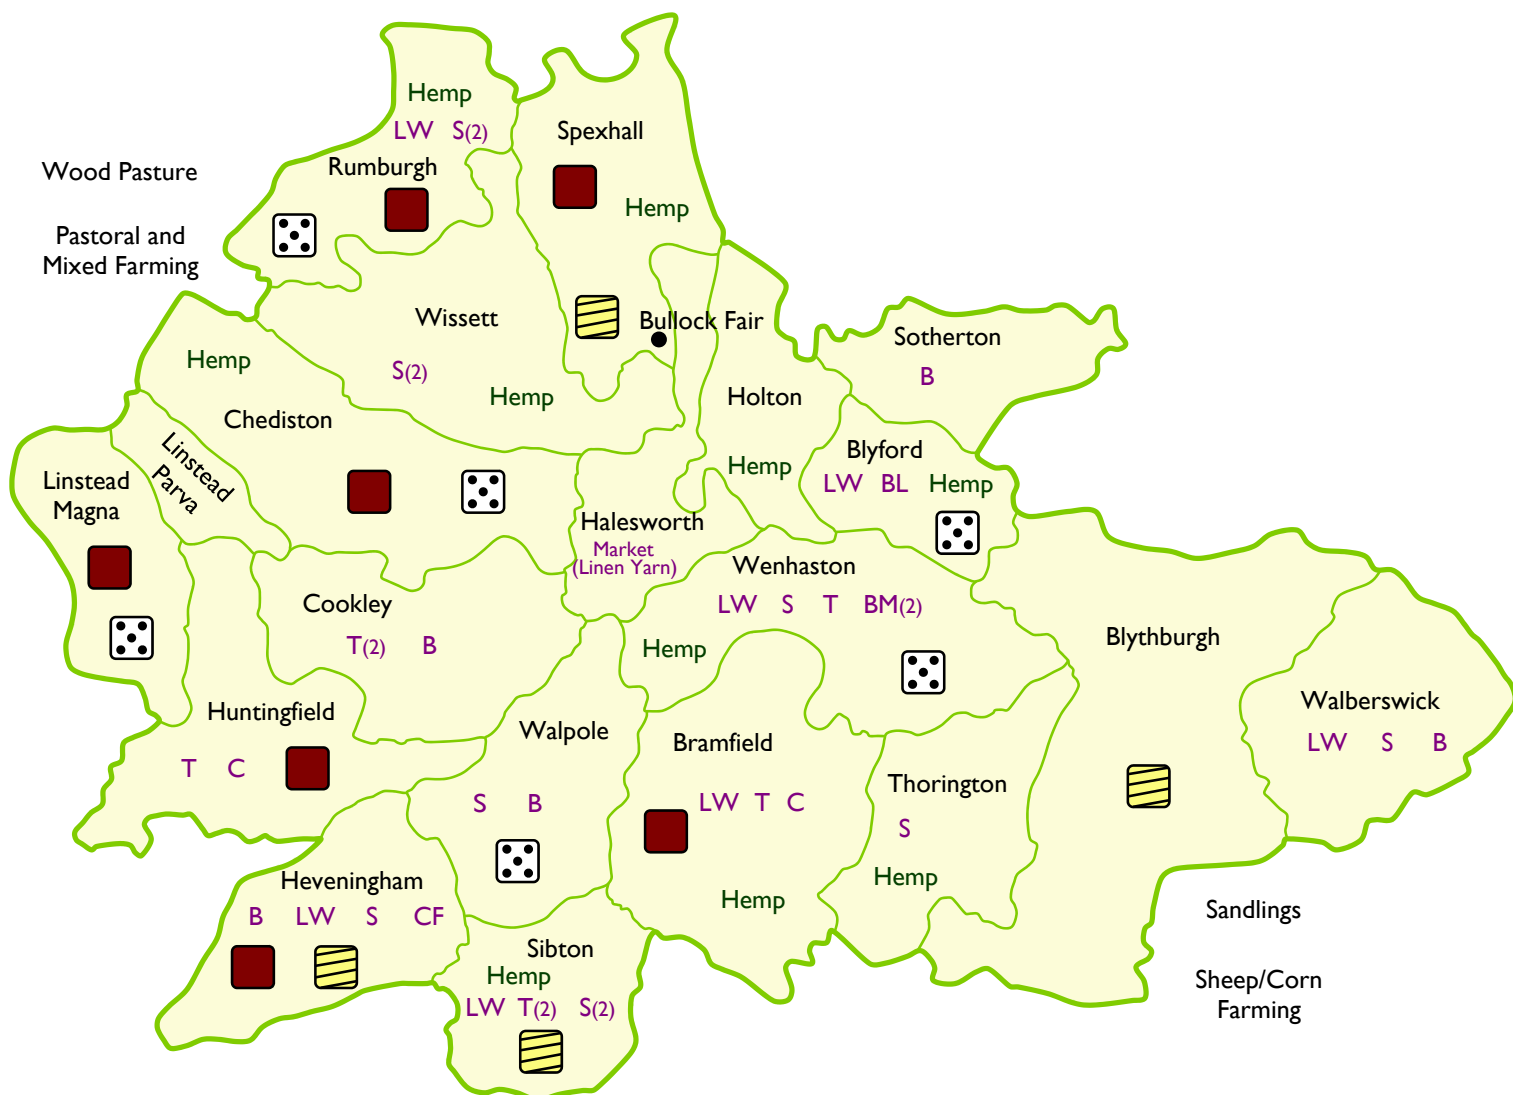 Hemp
LW S(2)
Rumburgh
Spexhall
Hemp
Wood Pasture
Pastoral and
Mixed Farming
Wissett
S(2)
Hemp
Bullock Fair
Sotherton
B
Hemp
Chediston
Holton
Hemp
Blyford
LW BL Hemp
Linstead
Parva
Linstead
Magna
Halesworth
Market
(Linen Yarn)
Wenhaston
LW S T BM(2)
Hemp
Cookley
T(2) B
Blythburgh
Walberswick
LW S B
Huntingfield
T C
Walpole
S B
Bramfield
LW T C
Hemp
Thorington
S
Hemp
Heveningham
B LW S CF
Sibton
Hemp
LW T(2) S(2)
Sandlings
Sheep/Corn
Farming